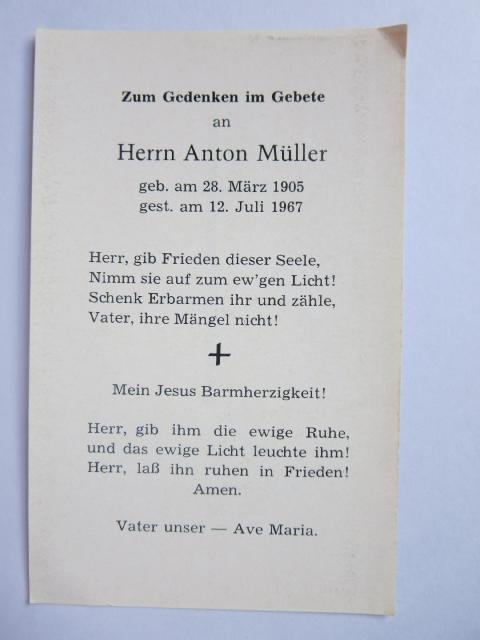 Zum Gedenken im Gebete
an
Herrn Anton Müller
geb. am 28. März 1905
gest. am 12. Juli 1967
Herr, gib Frieden dieser Seele,
Nimm sie auf zum ew'gen Licht!
Schenk Erbarmen ihr und zähle,
Vater, ihre Mängel nicht!
+
Mein Jesus Barmherzigkeit!
Herr, gib ihm die ewige Ruhe,
und das ewige Licht leuchte ihm!
Herr, laß ihn ruhen in Frieden!
Amen.
Vater unser — Ave Maria.